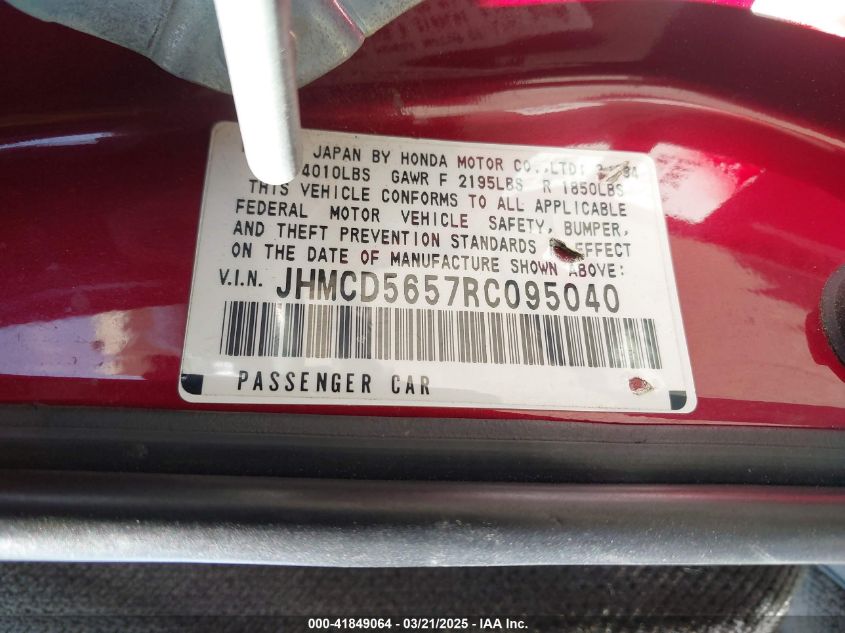 JAPAN BY HONDA MOTOR CO.,LTD:
4010LBS GAWR F 2195LBS R 1850LBS
THIS VEHICLE CONFORMS TO ALL APPLICABLE
FEDERAL MOTOR VEHICLE SAFETY, BUMPER,
AND THEFT PREVENTION STANDARDS EFFECT
ON THE DATE OF MANUFACTURE SHOWN ABOVE:
V.I.N. JHMCD5657RC095040
PASSENGER CAR
000-41849064 - 03/21/2025 - IAA Inc.